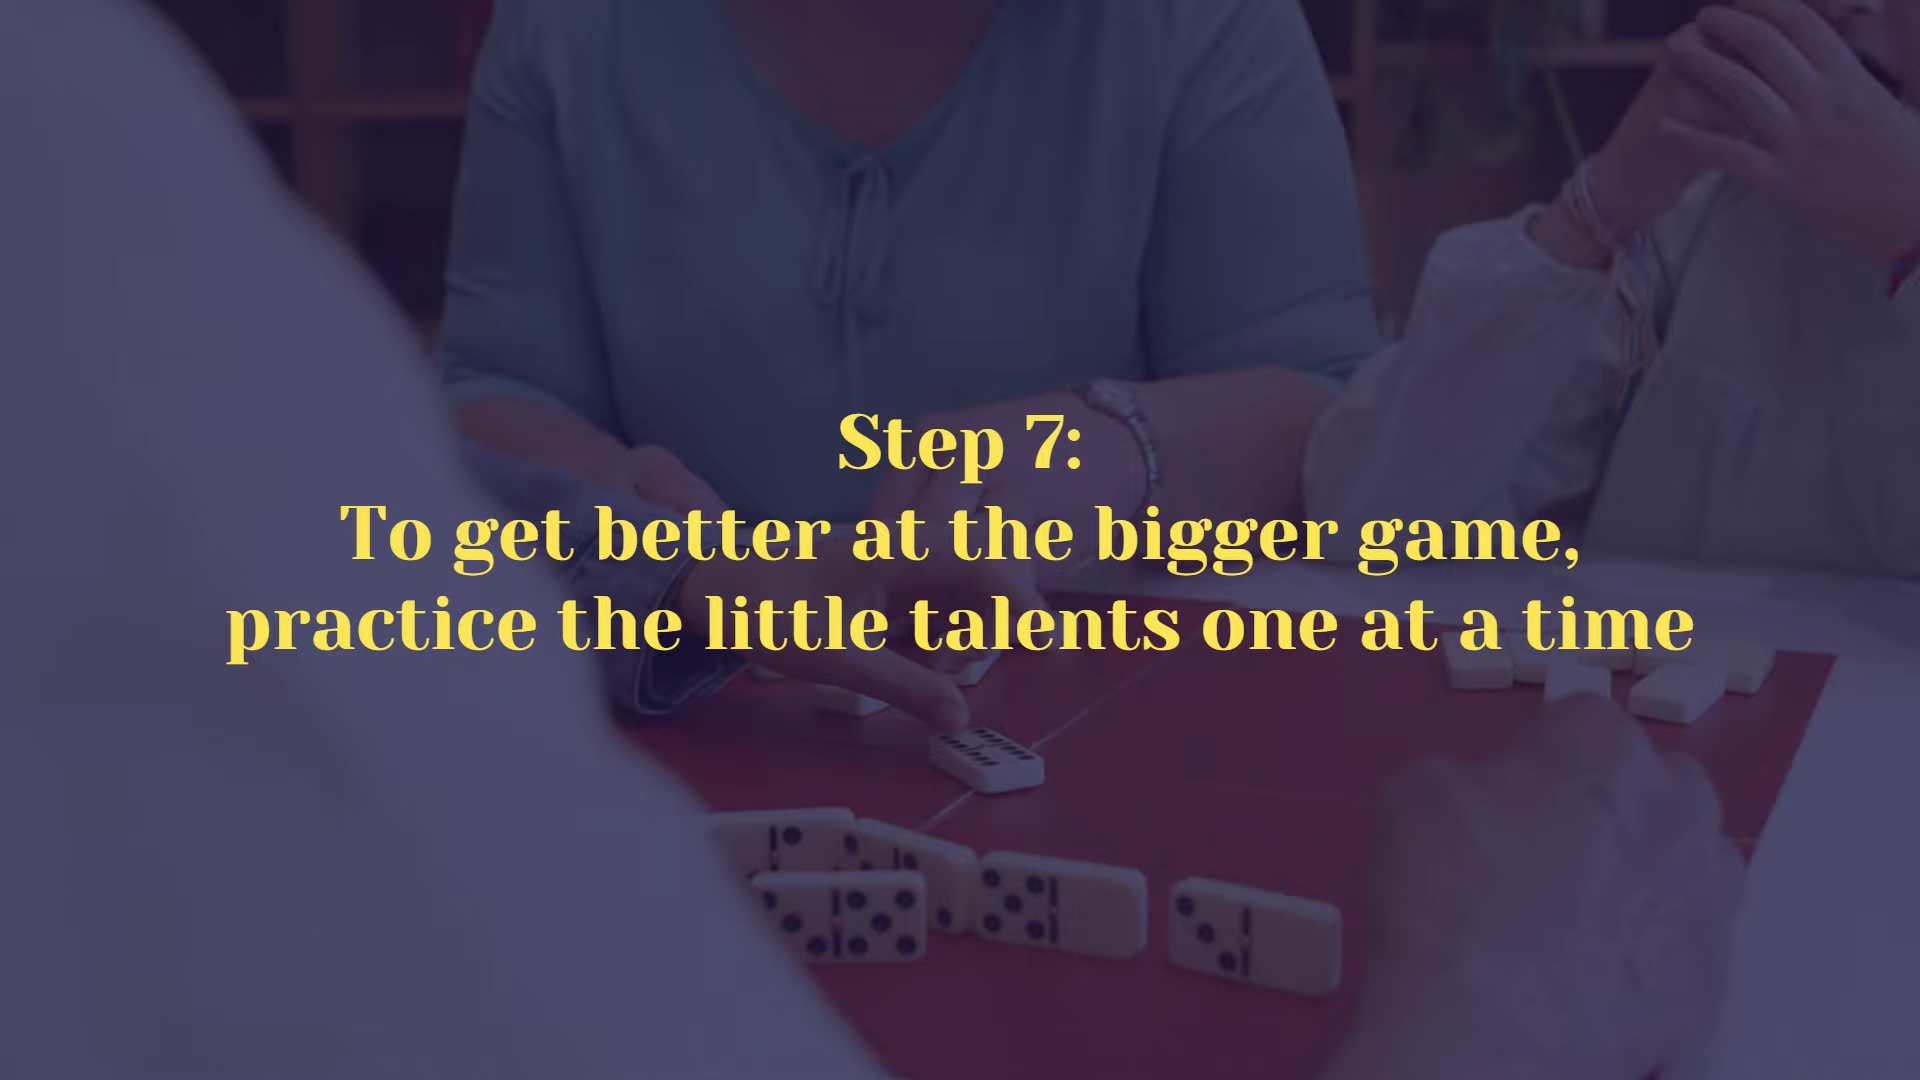 Step 7:
To get better at the bigger game,
practice the little talents one at a time